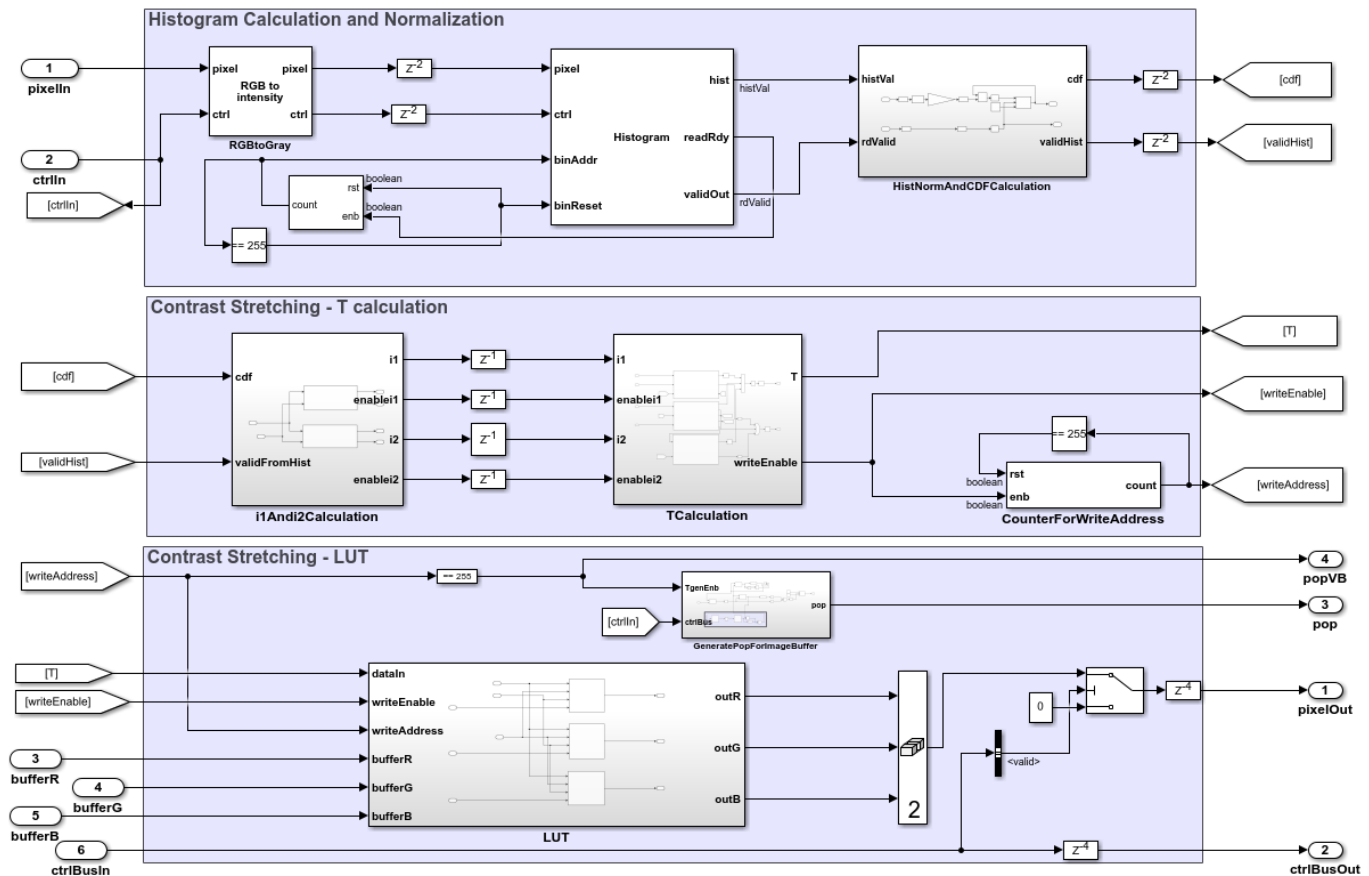 Histogram Calculation and Normalization
1
pixelIn
pixel
pixel
RGB to
intensity
ctrl
ctrl
RGBtoGray
Z-2
Z-2
pixel
ctrl
binAddr
binReset
Histogram
hist
readRdy
validOut
histVal
rdValid
histVal
rdValid
cdf
validHist
HistNormAndCDFCalculation
Z-2
Z-2
[cdf]
[validHist]
2
ctrlIn
[ctrlIn]
rst
count
enb
boolean
boolean
== 255
Contrast Stretching - T calculation
[cdf]
[validHist]
cdf
validFromHist
i1
enablei1
i2
enablei2
i1Andi2Calculation
Z-1
Z-1
Z-1
Z-1
i1
enablei1
i2
enablei2
T
writeEnable
TCalculation
[T]
[writeEnable]
[writeAddress]
== 255
rst
enb
count
boolean
boolean
CounterForWriteAddress
Contrast Stretching - LUT
[writeAddress]
== 255
TgenEnb
ctrlBus
pop
GeneratePopForImageBuffer
[ctrlIn]
4
popVB
3
pop
[T]
[writeEnable]
3
bufferR
4
bufferG
5
bufferB
6
ctrlBusIn
dataIn
writeEnable
writeAddress
bufferR
bufferG
bufferB
outR
outG
outB
LUT
2
0
<valid>
Z-4
1
pixelOut
Z-4
2
ctrlBusOut